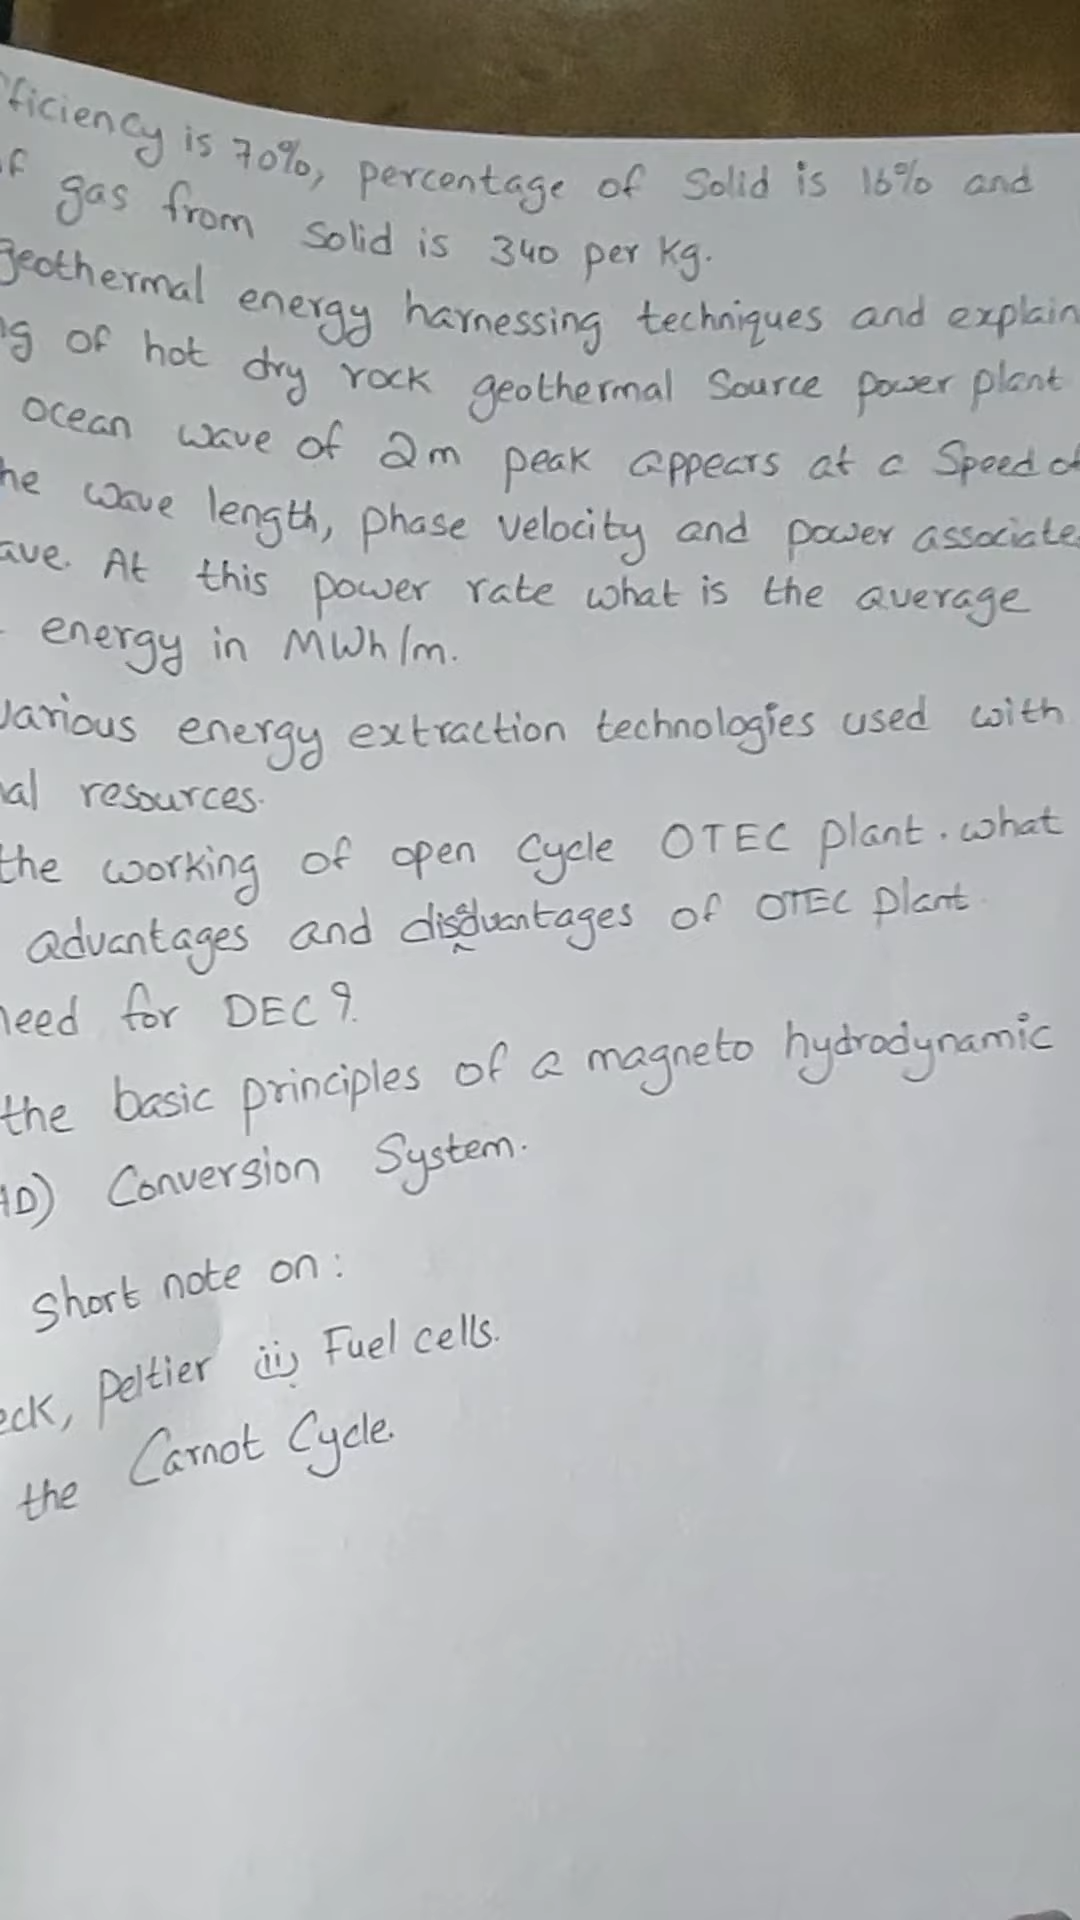 fficiency is 70%, percentage of Solid is 16% and
of gas from Solid is 340 per kg.
geothermal energy harnessing techniques and explain
g of hot dry rock geothermal Source power plant
ocean wave of 2m peak appears at a Speed of
he wave length, phase velocity and power associate
ave. At this power rate what is the average
energy in MWh/m.
various energy extraction technologies used with
al resources.
the working of open Cycle OTEC plant. what
advantages and disadvantages of OTEC plant.
need for DEC?
the basic principles of a magneto hydrodynamic
HD) Conversion System.
Short note on:
eck, Peltier ii) Fuel cells.
the Carnot Cycle.